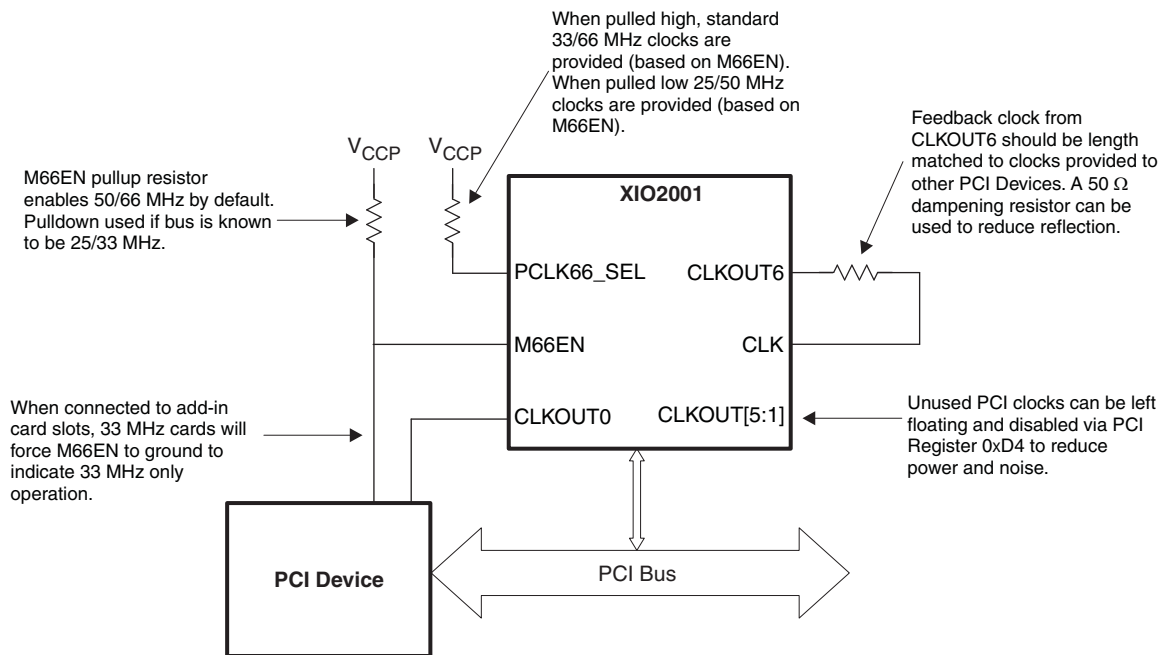 When pulled high, standard
33/66 MHz clocks are
provided (based on M66EN).
When pulled low 25/50 MHz
clocks are provided (based on
M66EN).
Feedback clock from
CLKOUT6 should be length
matched to clocks provided to
other PCI Devices. A 50 Ω
dampening resistor can be
used to reduce reflection.
VCCP
VCCP
M66EN pullup resistor
enables 50/66 MHz by default.
Pulldown used if bus is known
to be 25/33 MHz.
XIO2001
PCLK66_SEL
CLKOUT6
M66EN
CLK
CLKOUT0
CLKOUT[5:1]
When connected to add-in
card slots, 33 MHz cards will
force M66EN to ground to
indicate 33 MHz only
operation.
Unused PCI clocks can be left
floating and disabled via PCI
Register 0xD4 to reduce
power and noise.
PCI Device
PCI Bus